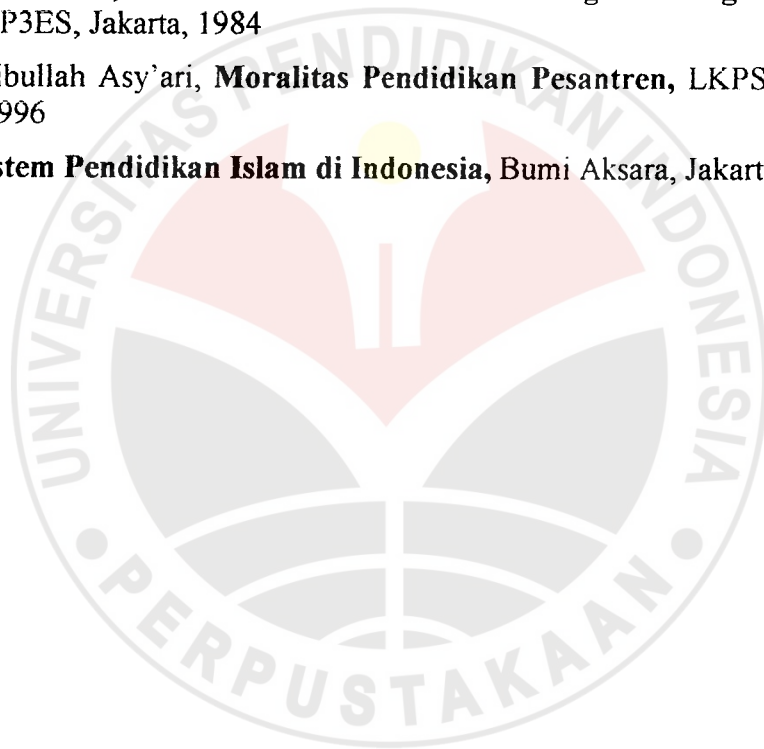 P3ES, Jakarta, 1984
bullah Asy'ari, Moralitas Pendidikan Pesantren, LKPS
996
stem Pendidikan Islam di Indonesia, Bumi Aksara, Jakart
UNIVERSITAS PENDIDIKAN INDONESIA
PERPUSTAKAAN